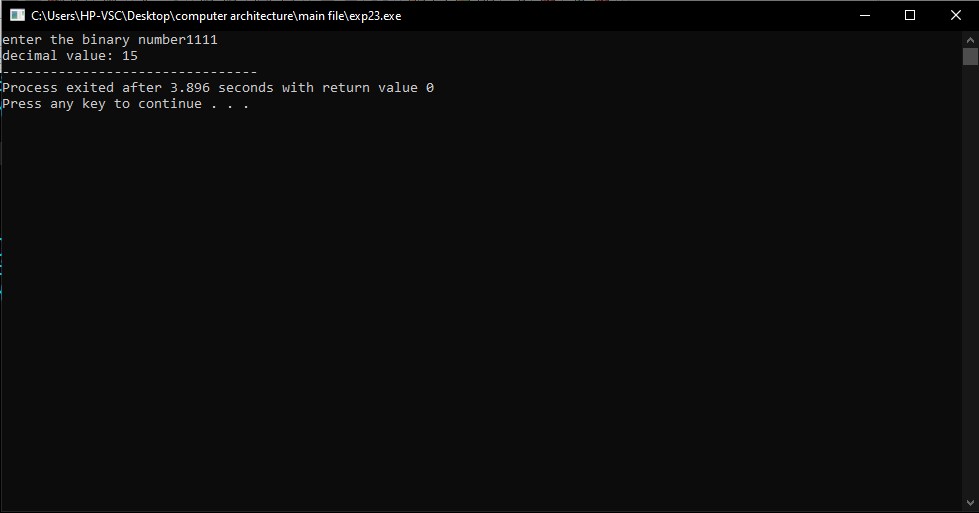 C:\Users\HP-VSC\Desktop\computer architecture\main file\exp23.exe
enter the binary number1111
decimal value: 15
--------------------------------
Process exited after 3.896 seconds with return value 0
Press any key to continue . . .